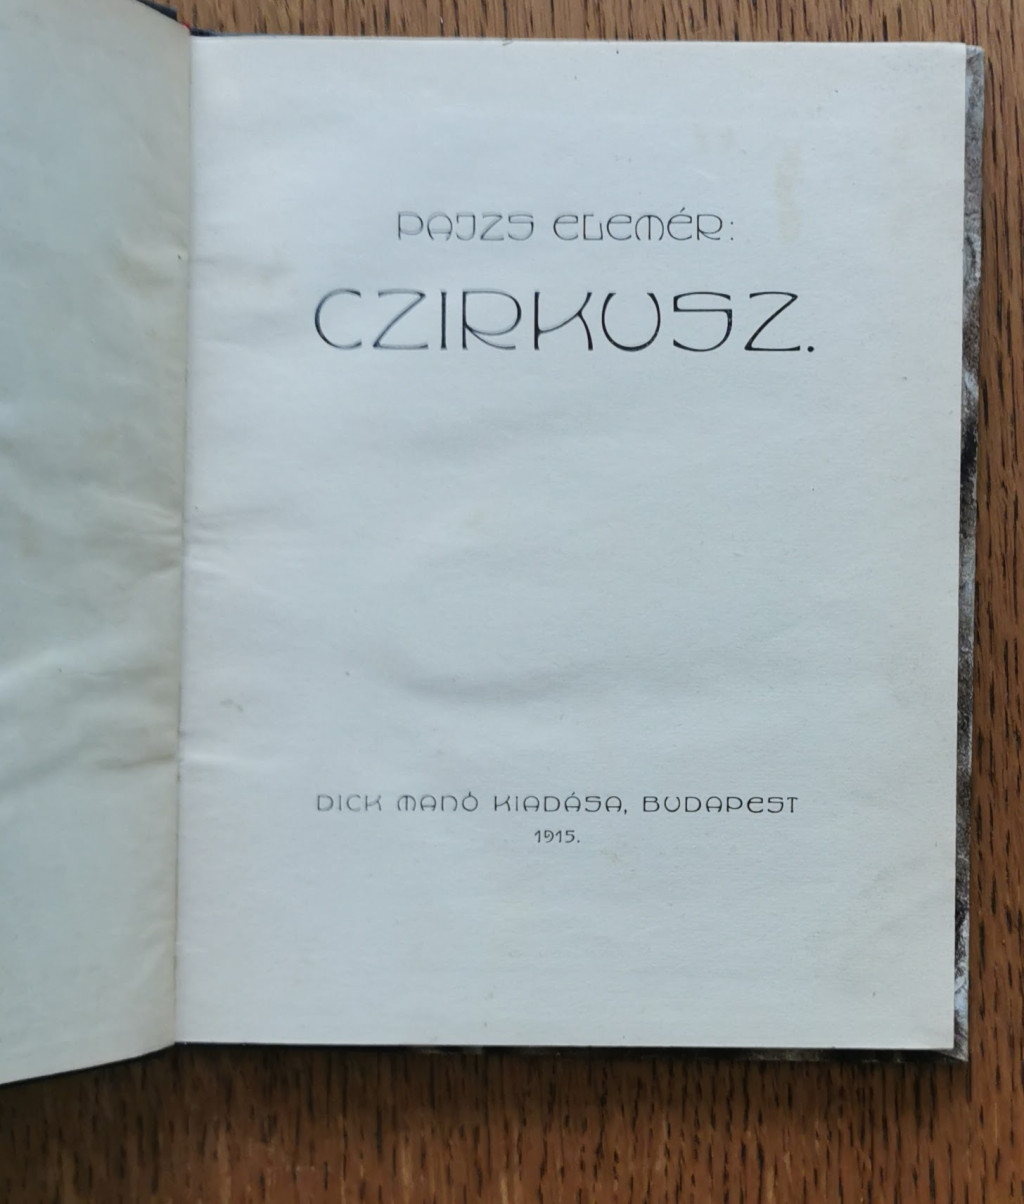 PAJZS ELEMÉR:
CZIRKUSZ.
DICK MANÓ KIADÁSA, BUDAPEST
1915.